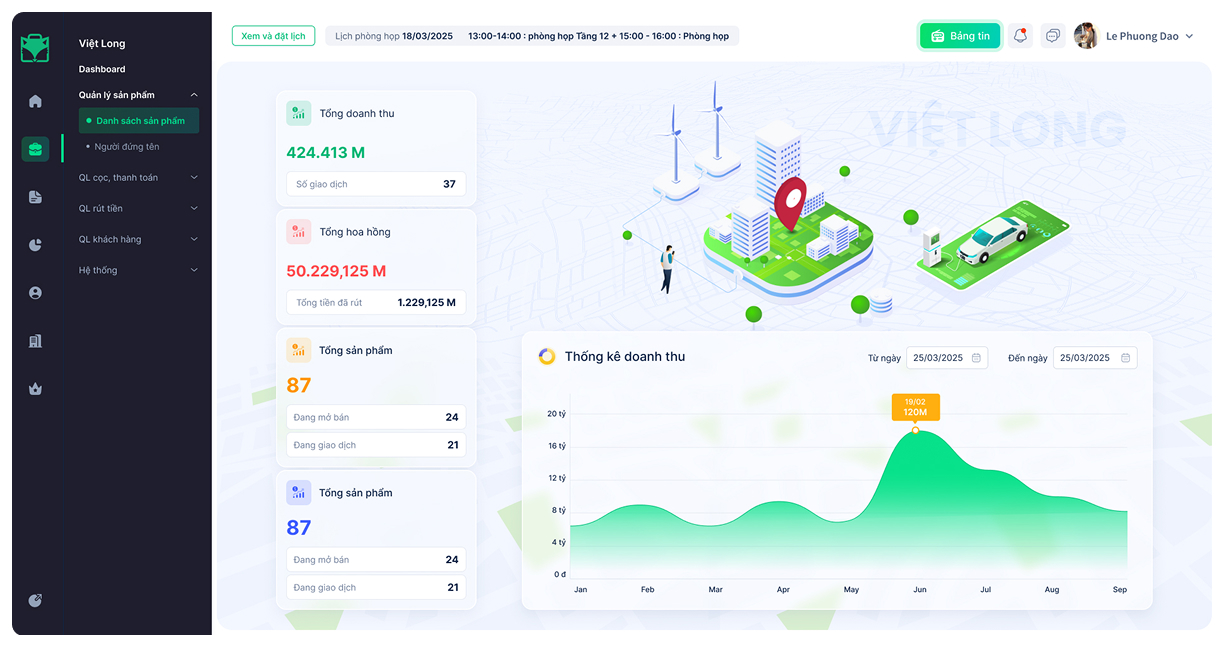 Việt Long
Dashboard
Quản lý sản phẩm
Danh sách sản phẩm
Người đứng tên
QL cọc, thanh toán
QL rút tiền
QL khách hàng
Hệ thống
Xem và đặt lịch
Lịch phòng họp 18/03/2025 13:00-14:00 : phòng họp Tầng 12 + 15:00 - 16:00 : Phòng họp
Bảng tin
Le Phuong Dao
Tổng doanh thu
424.413 M
Số giao dịch 37
Tổng hoa hồng
50.229,125 M
Tổng tiền đã rút 1.229,125 M
Tổng sản phẩm
87
Đang mở bán 24
Đang giao dịch 21
Tổng sản phẩm
87
Đang mở bán 24
Đang giao dịch 21
VIỆT LONG
Thống kê doanh thu
Từ ngày 25/03/2025 Đến ngày 25/03/2025
19/02
120M
20 tỷ
16 tỷ
12 tỷ
8 tỷ
4 tỷ
0 đ
Jan Feb Mar Apr May Jun Jul Aug Sep